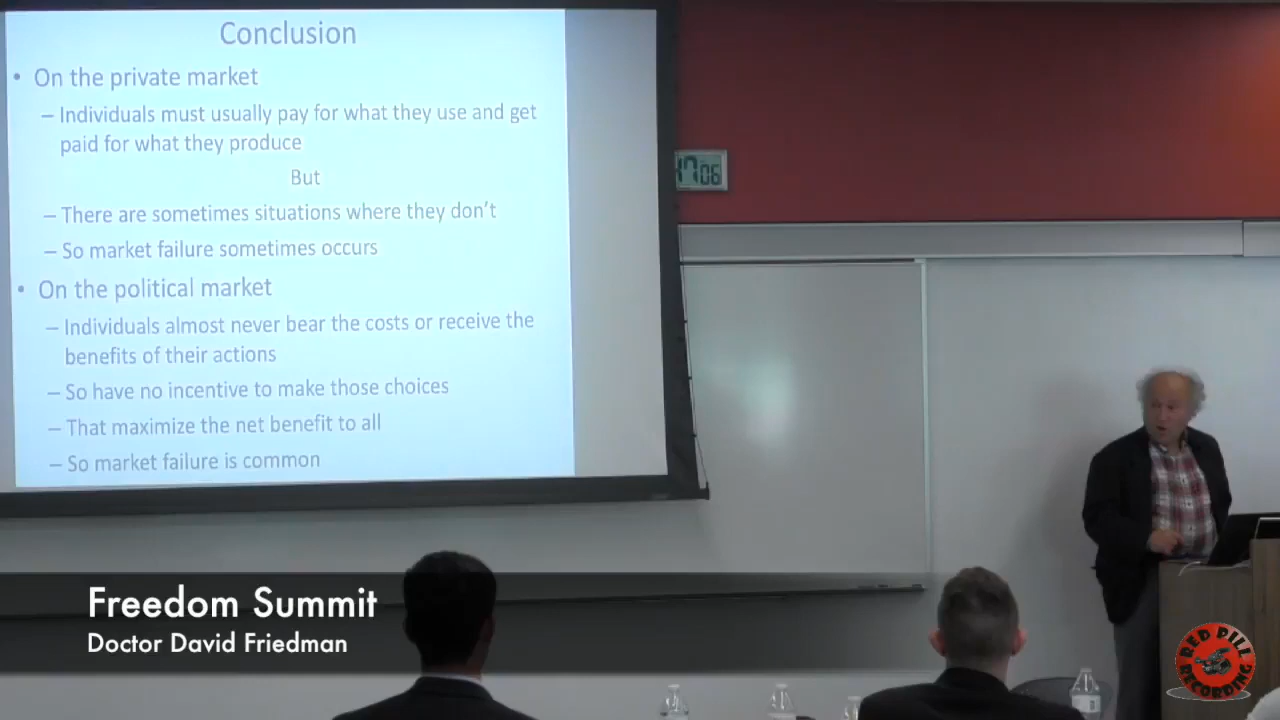 Conclusion
• On the private market
– Individuals must usually pay for what they use and get
paid for what they produce
But
– There are sometimes situations where they don't
– So market failure sometimes occurs
• On the political market
– Individuals almost never bear the costs or receive the
benefits of their actions
– So have no incentive to make those choices
– That maximize the net benefit to all
– So market failure is common
17 06
Freedom Summit
Doctor David Friedman
RED PILL
RECORDING